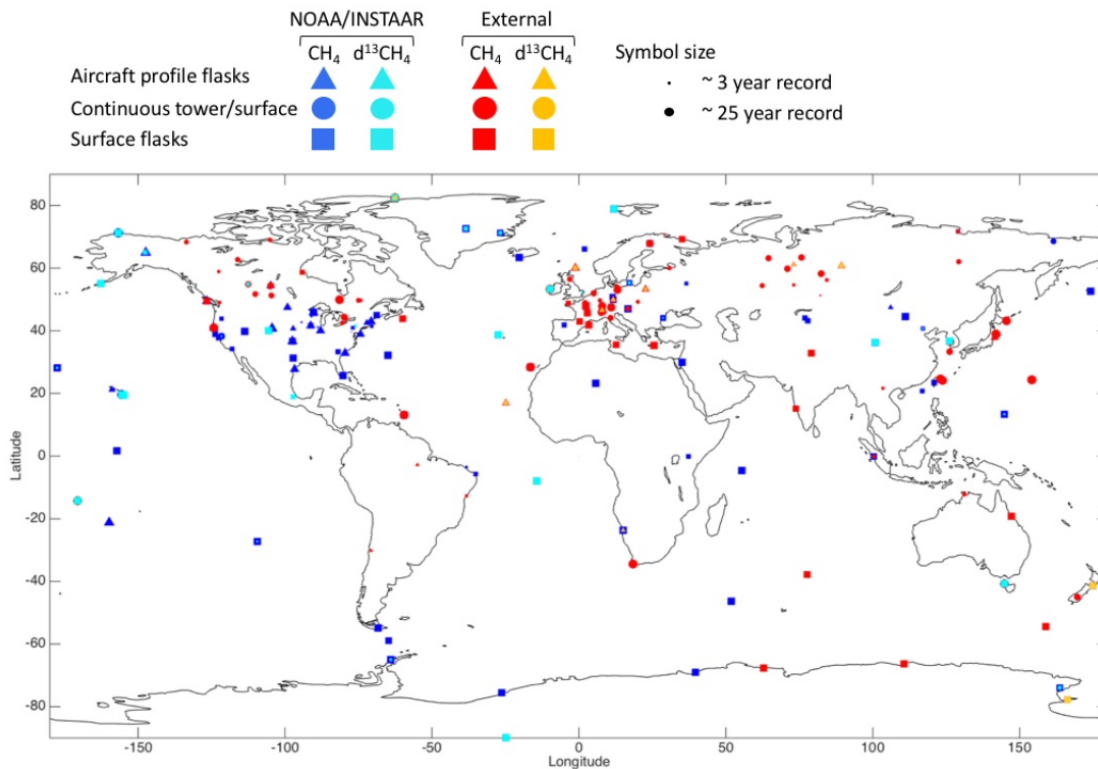 NOAA/INSTAAR External
CH₄ d¹³CH₄ CH₄ d¹³CH₄ Symbol size
Aircraft profile flasks ~ 3 year record
Continuous tower/surface ~ 25 year record
Surface flasks
80
60
40
20
0
-20
-40
-60
-80
Latitude
-150 -100 -50 0 50 100 150
Longitude